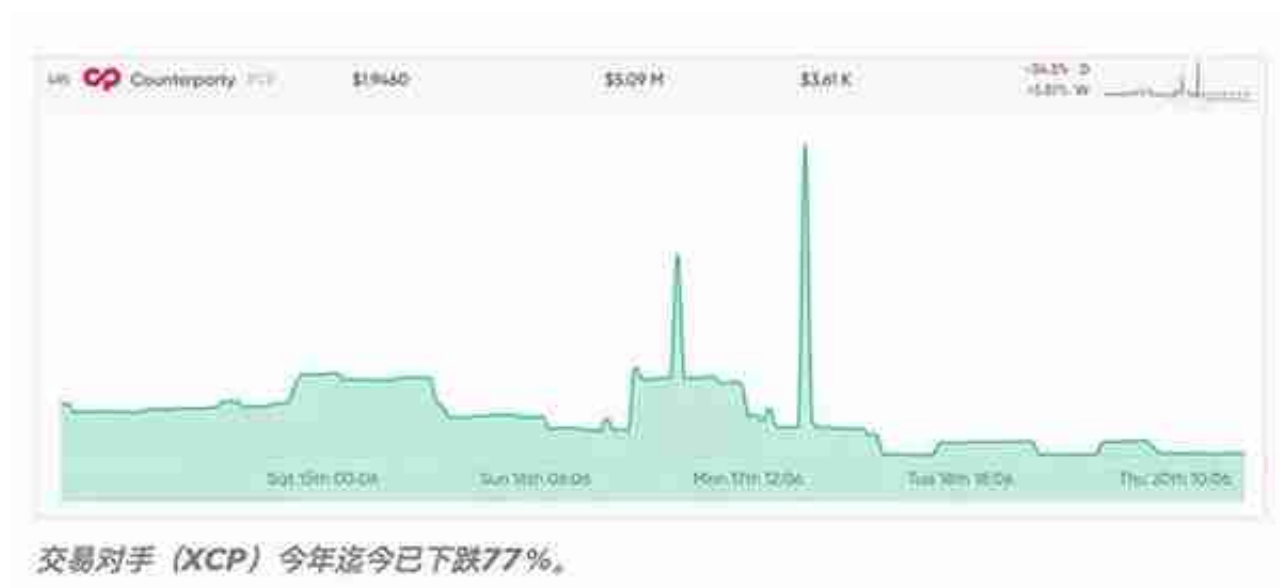 Counterparty XCP $1.9460 $5.09 M $3.61 K D
W
Sat 15th 00:06 Sun 16th 06:06 Mon 17th 12:06 Tue 18th 18:06 Thu 20th 10:06
交易对手（XCP）今年迄今已下跌77%。